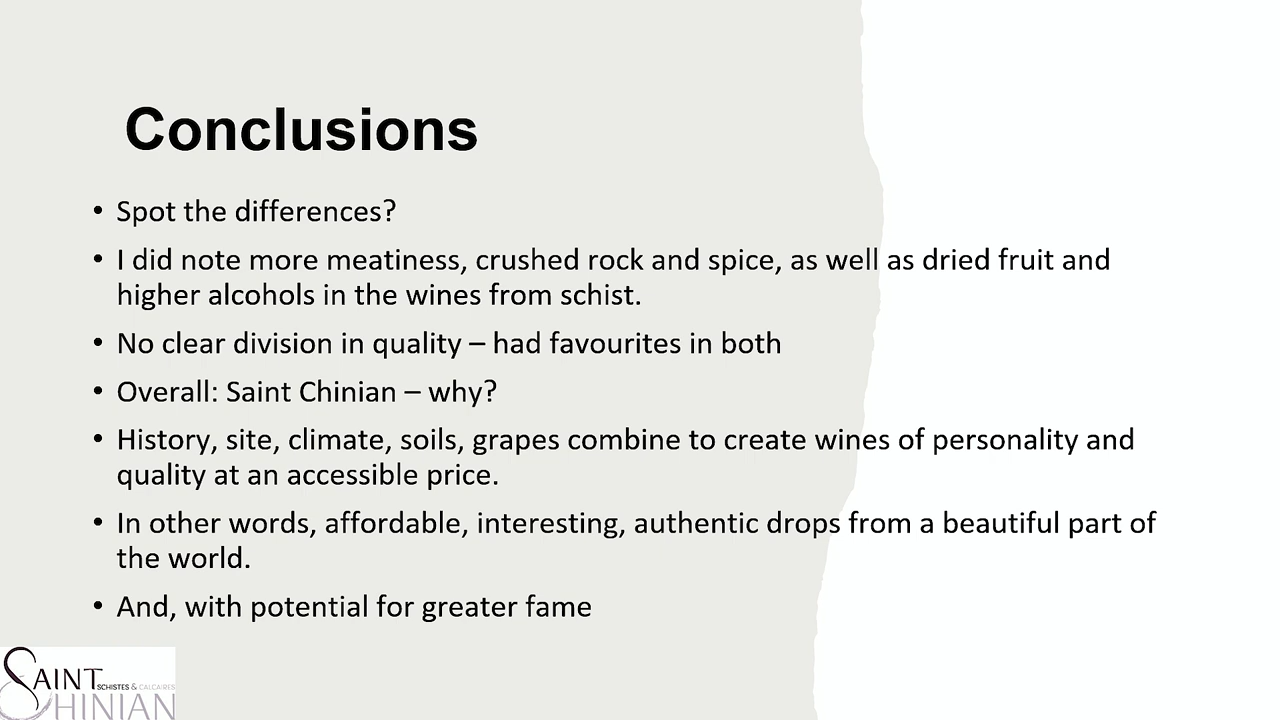 Conclusions
• Spot the differences?
• I did note more meatiness, crushed rock and spice, as well as dried fruit and
higher alcohols in the wines from schist.
• No clear division in quality – had favourites in both
• Overall: Saint Chinian – why?
• History, site, climate, soils, grapes combine to create wines of personality and
quality at an accessible price.
• In other words, affordable, interesting, authentic drops from a beautiful part of
the world.
• And, with potential for greater fame
SAINT SCHISTES & CALCAIRES
CHINIAN